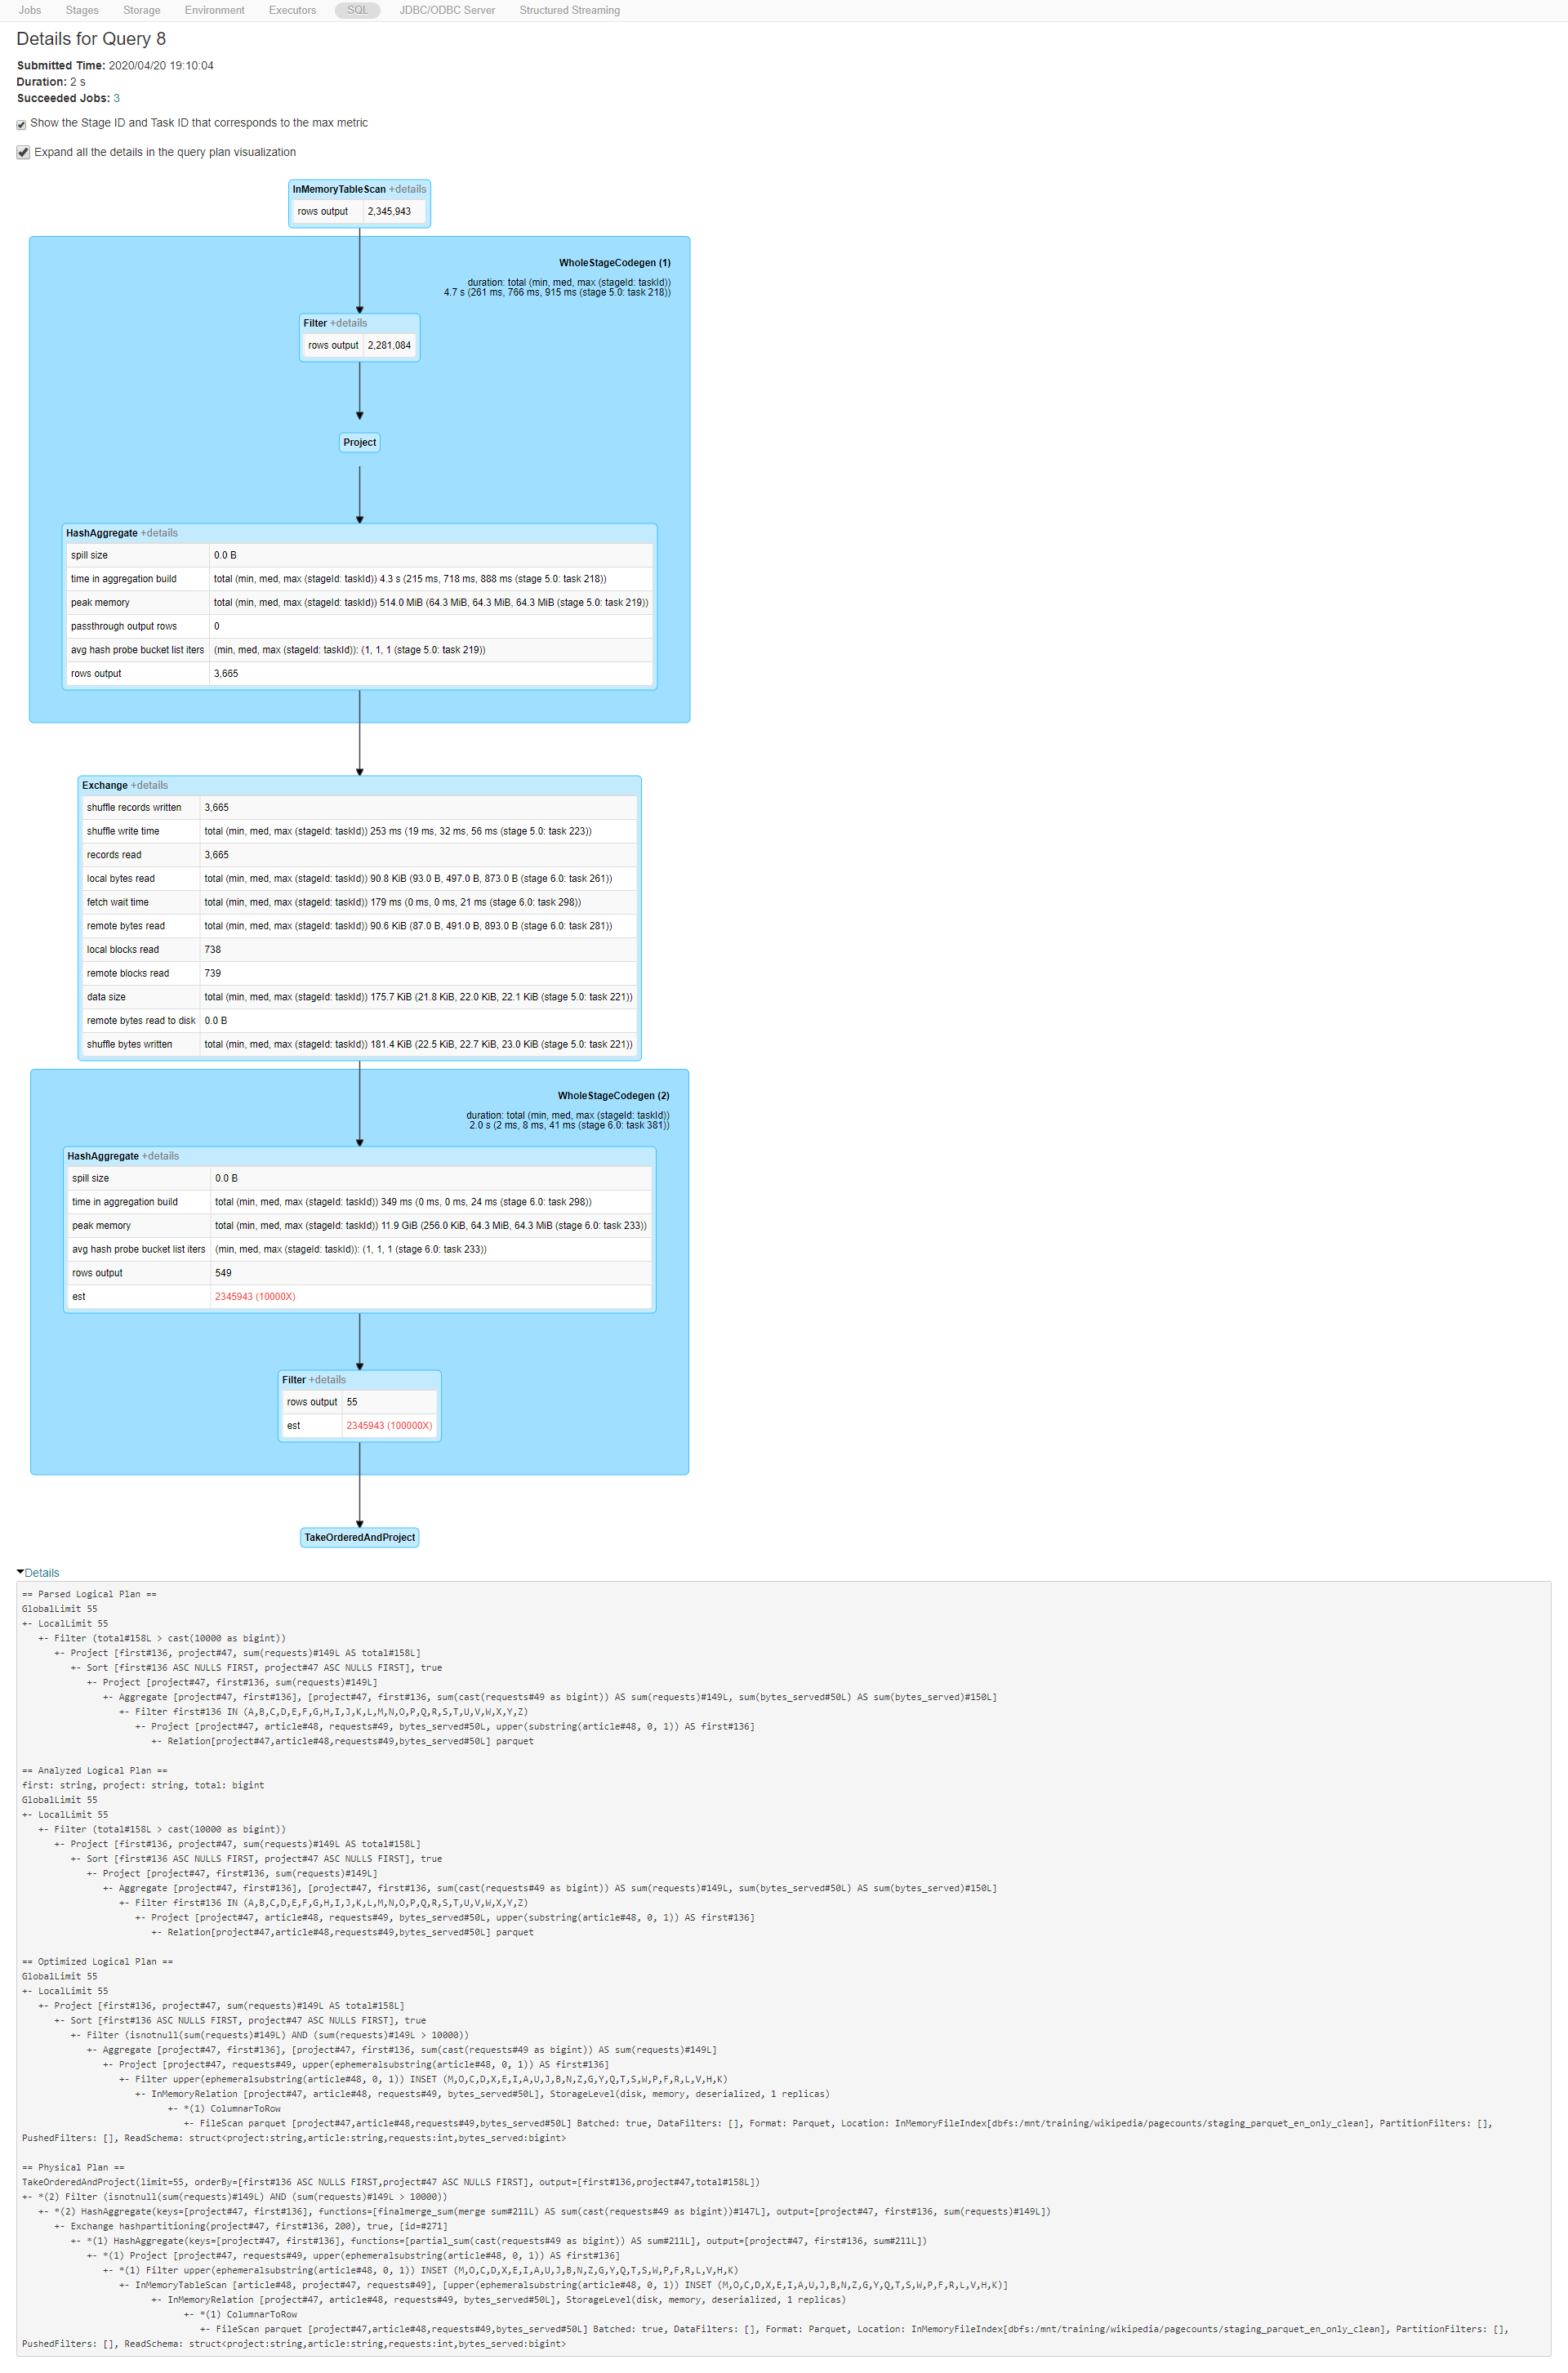 Jobs Stages Storage Environment Executors SQL JDBC/ODBC Server Structured Streaming
Details for Query 8
Submitted Time: 2020/04/20 19:10:04
Duration: 2 s
Succeeded Jobs: 3
Show the Stage ID and Task ID that corresponds to the max metric
Expand all the details in the query plan visualization
InMemoryTableScan +details
rows output 2,345,943
WholeStageCodegen (1)
duration: total (min, med, max (stageId: taskId))
4.7 s (261 ms, 766 ms, 915 ms (stage 5.0: task 218))
Filter +details
rows output 2,281,084
Project
HashAggregate +details
spill size 0.0 B
time in aggregation build total (min, med, max (stageId: taskId)) 4.3 s (215 ms, 718 ms, 888 ms (stage 5.0: task 218))
peak memory total (min, med, max (stageId: taskId)) 514.0 MiB (64.3 MiB, 64.3 MiB, 64.3 MiB (stage 5.0: task 219))
passthrough output rows 0
avg hash probe bucket list iters (min, med, max (stageId: taskId)): (1, 1, 1 (stage 5.0: task 219))
rows output 3,665
Exchange +details
shuffle records written 3,665
shuffle write time total (min, med, max (stageId: taskId)) 253 ms (19 ms, 32 ms, 56 ms (stage 5.0: task 223))
records read 3,665
local bytes read total (min, med, max (stageId: taskId)) 90.8 KiB (93.0 B, 497.0 B, 873.0 B (stage 6.0: task 261))
fetch wait time total (min, med, max (stageId: taskId)) 179 ms (0 ms, 0 ms, 21 ms (stage 6.0: task 298))
remote bytes read total (min, med, max (stageId: taskId)) 90.6 KiB (87.0 B, 491.0 B, 893.0 B (stage 6.0: task 281))
local blocks read 738
remote blocks read 739
data size total (min, med, max (stageId: taskId)) 175.7 KiB (21.8 KiB, 22.0 KiB, 22.1 KiB (stage 5.0: task 221))
remote bytes read to disk 0.0 B
shuffle bytes written total (min, med, max (stageId: taskId)) 181.4 KiB (22.5 KiB, 22.7 KiB, 23.0 KiB (stage 5.0: task 221))
WholeStageCodegen (2)
duration: total (min, med, max (stageId: taskId))
2.0 s (2 ms, 8 ms, 41 ms (stage 6.0: task 381))
HashAggregate +details
spill size 0.0 B
time in aggregation build total (min, med, max (stageId: taskId)) 349 ms (0 ms, 0 ms, 24 ms (stage 6.0: task 298))
peak memory total (min, med, max (stageId: taskId)) 11.9 GiB (256.0 KiB, 64.3 MiB, 64.3 MiB (stage 6.0: task 233))
avg hash probe bucket list iters (min, med, max (stageId: taskId)): (1, 1, 1 (stage 6.0: task 233))
rows output 549
est 2345943 (10000X)
Filter +details
rows output 55
est 2345943 (100000X)
TakeOrderedAndProject
Details
== Parsed Logical Plan ==
GlobalLimit 55
+- LocalLimit 55
   +- Filter (total#158L > cast(10000 as bigint))
      +- Project [first#136, project#47, sum(requests)#149L AS total#158L]
         +- Sort [first#136 ASC NULLS FIRST, project#47 ASC NULLS FIRST], true
            +- Project [project#47, first#136, sum(requests)#149L]
               +- Aggregate [project#47, first#136], [project#47, first#136, sum(cast(requests#49 as bigint)) AS sum(requests)#149L, sum(bytes_served#50L) AS sum(bytes_served)#150L]
                  +- Filter first#136 IN (A,B,C,D,E,F,G,H,I,J,K,L,M,N,O,P,Q,R,S,T,U,V,W,X,Y,Z)
                     +- Project [project#47, article#48, requests#49, bytes_served#50L, upper(substring(article#48, 0, 1)) AS first#136]
                        +- Relation[project#47,article#48,requests#49,bytes_served#50L] parquet
== Analyzed Logical Plan ==
first: string, project: string, total: bigint
GlobalLimit 55
+- LocalLimit 55
   +- Filter (total#158L > cast(10000 as bigint))
      +- Project [first#136, project#47, sum(requests)#149L AS total#158L]
         +- Sort [first#136 ASC NULLS FIRST, project#47 ASC NULLS FIRST], true
            +- Project [project#47, first#136, sum(requests)#149L]
               +- Aggregate [project#47, first#136], [project#47, first#136, sum(cast(requests#49 as bigint)) AS sum(requests)#149L, sum(bytes_served#50L) AS sum(bytes_served)#150L]
                  +- Filter first#136 IN (A,B,C,D,E,F,G,H,I,J,K,L,M,N,O,P,Q,R,S,T,U,V,W,X,Y,Z)
                     +- Project [project#47, article#48, requests#49, bytes_served#50L, upper(substring(article#48, 0, 1)) AS first#136]
                        +- Relation[project#47,article#48,requests#49,bytes_served#50L] parquet
== Optimized Logical Plan ==
GlobalLimit 55
+- LocalLimit 55
   +- Project [first#136, project#47, sum(requests)#149L AS total#158L]
      +- Sort [first#136 ASC NULLS FIRST, project#47 ASC NULLS FIRST], true
         +- Filter (isnotnull(sum(requests)#149L) AND (sum(requests)#149L > 10000))
            +- Aggregate [project#47, first#136], [project#47, first#136, sum(cast(requests#49 as bigint)) AS sum(requests)#149L]
               +- Project [project#47, requests#49, upper(ephemeralsubstring(article#48, 0, 1)) AS first#136]
                  +- Filter upper(ephemeralsubstring(article#48, 0, 1)) INSET (M,O,C,D,X,E,I,A,U,J,B,N,Z,G,Y,Q,T,S,W,P,F,R,L,V,H,K)
                     +- InMemoryRelation [project#47, article#48, requests#49, bytes_served#50L], StorageLevel(disk, memory, deserialized, 1 replicas)
                           +- *(1) ColumnarToRow
                              +- FileScan parquet [project#47,article#48,requests#49,bytes_served#50L] Batched: true, DataFilters: [], Format: Parquet, Location: InMemoryFileIndex[dbfs:/mnt/training/wikipedia/pagecounts/staging_parquet_en_only_clean], PartitionFilters: [],
PushedFilters: [], ReadSchema: struct<project:string,article:string,requests:int,bytes_served:bigint>
== Physical Plan ==
TakeOrderedAndProject(limit=55, orderBy=[first#136 ASC NULLS FIRST,project#47 ASC NULLS FIRST], output=[first#136,project#47,total#158L])
+- *(2) Filter (isnotnull(sum(requests)#149L) AND (sum(requests)#149L > 10000))
   +- *(2) HashAggregate(keys=[project#47, first#136], functions=[finalmerge_sum(merge sum#211L) AS sum(cast(requests#49 as bigint))#147L], output=[project#47, first#136, sum(requests)#149L])
      +- Exchange hashpartitioning(project#47, first#136, 200), true, [id=#271]
         +- *(1) HashAggregate(keys=[project#47, first#136], functions=[partial_sum(cast(requests#49 as bigint)) AS sum#211L], output=[project#47, first#136, sum#211L])
            +- *(1) Project [project#47, requests#49, upper(ephemeralsubstring(article#48, 0, 1)) AS first#136]
               +- *(1) Filter upper(ephemeralsubstring(article#48, 0, 1)) INSET (M,O,C,D,X,E,I,A,U,J,B,N,Z,G,Y,Q,T,S,W,P,F,R,L,V,H,K)
                  +- InMemoryTableScan [article#48, project#47, requests#49], [upper(ephemeralsubstring(article#48, 0, 1)) INSET (M,O,C,D,X,E,I,A,U,J,B,N,Z,G,Y,Q,T,S,W,P,F,R,L,V,H,K)]
                        +- InMemoryRelation [project#47, article#48, requests#49, bytes_served#50L], StorageLevel(disk, memory, deserialized, 1 replicas)
                              +- *(1) ColumnarToRow
                                 +- FileScan parquet [project#47,article#48,requests#49,bytes_served#50L] Batched: true, DataFilters: [], Format: Parquet, Location: InMemoryFileIndex[dbfs:/mnt/training/wikipedia/pagecounts/staging_parquet_en_only_clean], PartitionFilters: [],
PushedFilters: [], ReadSchema: struct<project:string,article:string,requests:int,bytes_served:bigint>